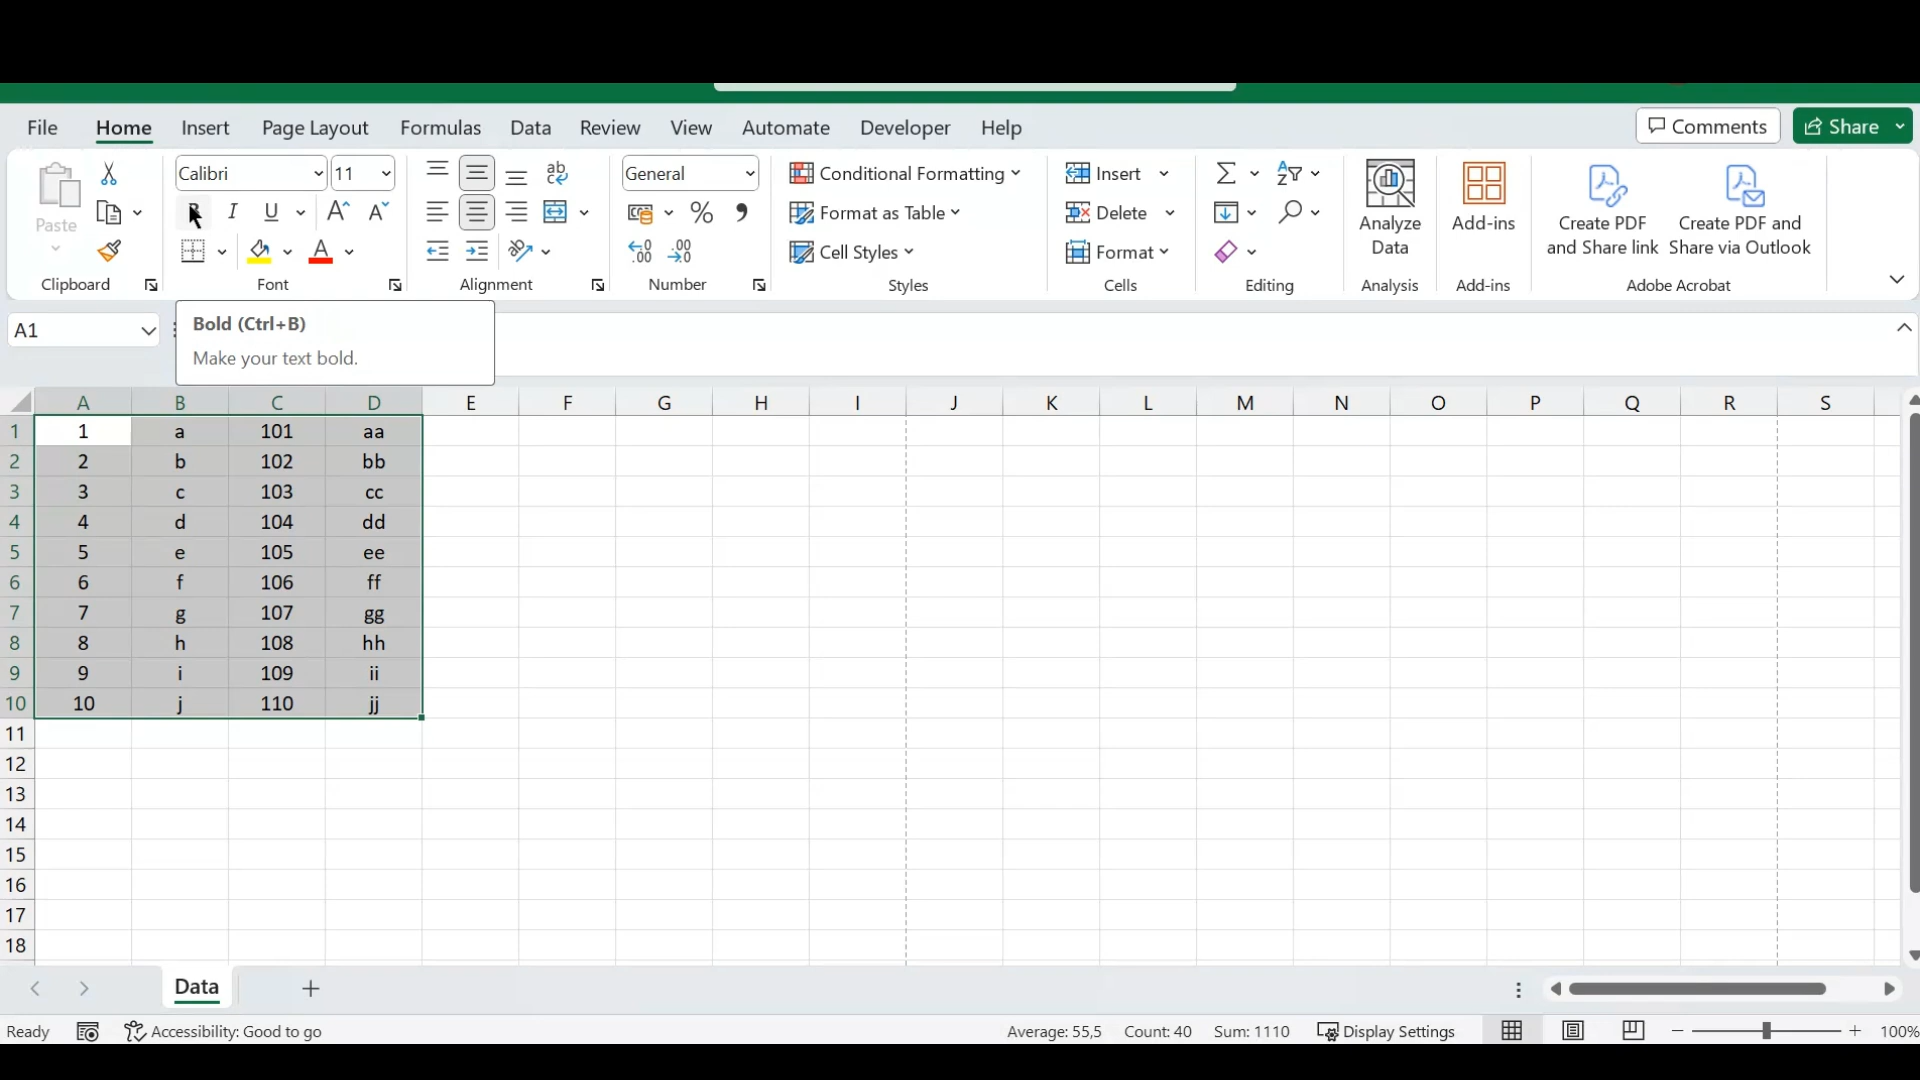 File Home Insert Page Layout Formulas Data Review View Automate Developer Help Comments Share
Calibri 11 General Conditional Formatting Insert
Paste Format as Table Delete Analyze Data Add-ins Create PDF and Share link Create PDF and Share via Outlook
Cell Styles Format
Clipboard Font Alignment Number Styles Cells Editing Analysis Add-ins Adobe Acrobat
A1
Bold (Ctrl+B)
Make your text bold.
A B C D E F G H I J K L M N O P Q R S
1 1 a 101 aa
2 2 b 102 bb
3 3 c 103 cc
4 4 d 104 dd
5 5 e 105 ee
6 6 f 106 ff
7 7 g 107 gg
8 8 h 108 hh
9 9 i 109 ii
10 10 j 110 jj
11
12
13
14
15
16
17
18
Data
Ready Accessibility: Good to go Average: 55,5 Count: 40 Sum: 1110 Display Settings 100%